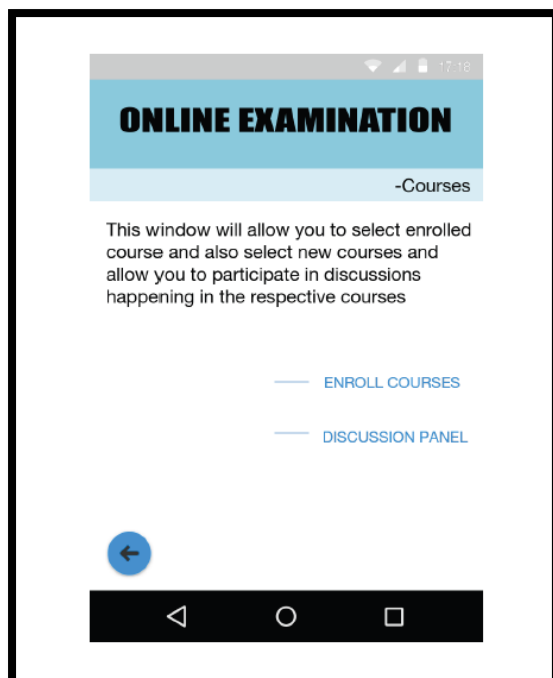 17:18
ONLINE EXAMINATION
-Courses
This window will allow you to select enrolled
course and also select new courses and
allow you to participate in discussions
happening in the respective courses
ENROLL COURSES
DISCUSSION PANEL